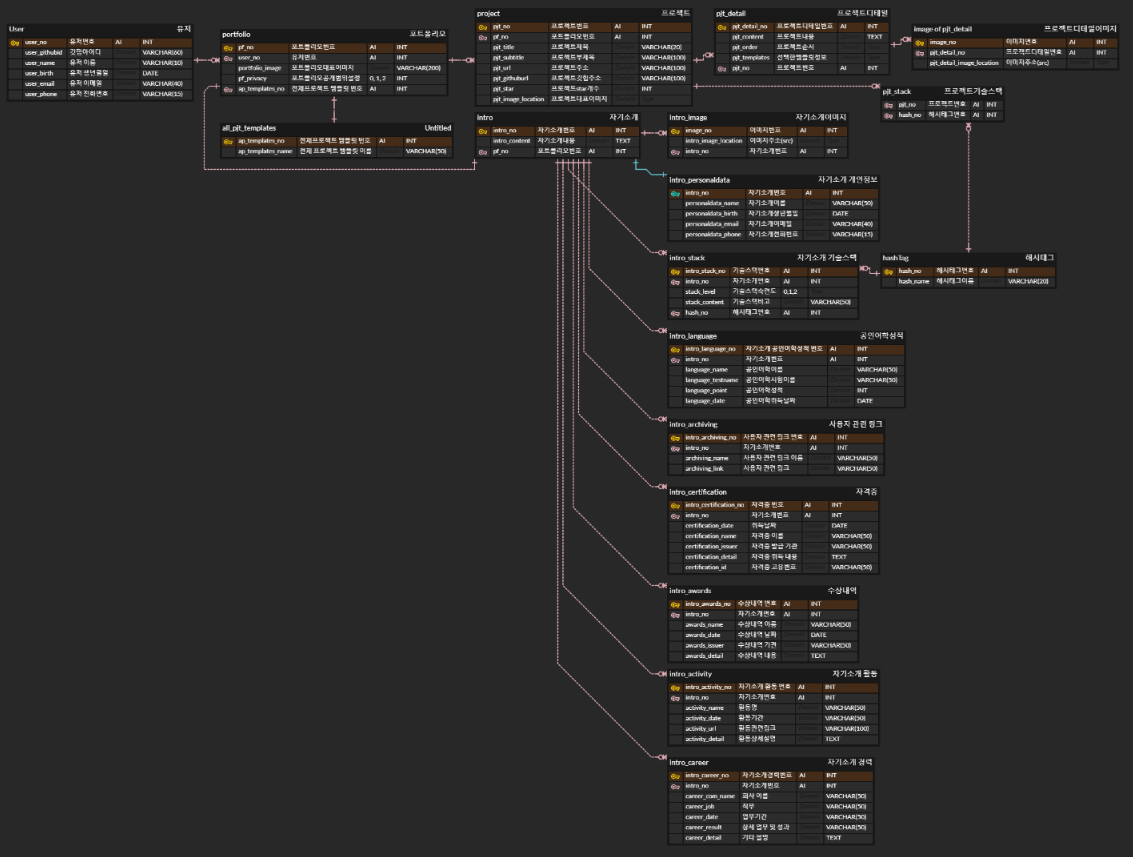 User 유저
user_no 유저번호 AI INT
user_githubid 깃헙아이디 VARCHAR(60)
user_name 유저 이름 VARCHAR(10)
user_birth 유저 생년월일 DATE
user_email 유저 이메일 VARCHAR(40)
user_phone 유저 전화번호 VARCHAR(15)
portfolio 포트폴리오
pf_no 포트폴리오번호 AI INT
user_no 유저번호 AI INT
portfolio_image 포트폴리오대표이미지 VARCHAR(200)
pf_privacy 포트폴리오공개범위설정 0, 1, 2 INT
ap_templates_no 전체프로젝트 템플릿 번호 AI INT
all_pjt_templates Untitled
ap_templates_no 전체프로젝트 템플릿 번호 AI INT
ap_templates_name 전체 프로젝트 템플릿 이름 VARCHAR(50)
project 프로젝트
pjt_no 프로젝트번호 AI INT
pf_no 포트폴리오번호 AI INT
pjt_title 프로젝트제목 VARCHAR(20)
pjt_subtitle 프로젝트부제목 VARCHAR(100)
pjt_url 프로젝트주소 VARCHAR(100)
pjt_githuburl 프로젝트깃헙주소 VARCHAR(100)
pjt_star 프로젝트star개수 INT
pjt_image_location 프로젝트대표이미지
pjt_detail 프로젝트디테일
pjt_detail_no 프로젝트디테일번호 AI INT
pjt_content 프로젝트내용 TEXT
pjt_order 프로젝트순서
pjt_templates 선택한템플릿정보
pjt_no 프로젝트번호 AI INT
image of pjt_detail 프로젝트디테일이미지
image_no 이미지번호 AI INT
pjt_detail_no 프로젝트디테일번호 AI INT
pjt_detail_image_location 이미지주소(src)
pjt_stack 프로젝트기술스택
pjt_no 프로젝트번호 AI INT
hash_no 해시태그번호 AI INT
intro 자기소개
intro_no 자기소개번호 AI INT
intro_content 자기소개내용 TEXT
pf_no 포트폴리오번호 AI INT
intro_image 자기소개이미지
image_no 이미지번호 AI INT
intro_image_location 이미지주소(src)
intro_no 자기소개번호 AI INT
intro_personaldata 자기소개 개인정보
intro_no 자기소개번호 AI INT
personaldata_name 자기소개이름 VARCHAR(50)
personaldata_birth 자기소개생년월일 DATE
personaldata_email 자기소개이메일 VARCHAR(40)
personaldata_phone 자기소개전화번호 VARCHAR(15)
intro_stack 자기소개 기술스택
intro_stack_no 기술스택번호 AI INT
intro_no 자기소개번호 AI INT
stack_level 기술스택숙련도 0,1,2
stack_content 기술스택비고 VARCHAR(50)
hash_no 해시태그번호 AI INT
hash tag 해시태그
hash_no 해시태그번호 AI INT
hash_name 해시태그이름 VARCHAR(20)
intro_language 공인어학성적
intro_language_no 자기소개 공인어학성적 번호 AI INT
intro_no 자기소개번호 AI INT
language_name 공인어학이름 VARCHAR(50)
language_testname 공인어학시험이름 VARCHAR(50)
language_point 공인어학성적 INT
language_date 공인어학취득날짜 DATE
intro_archiving 사용자 관련 링크
intro_archiving_no 사용자 관련 링크 번호 AI INT
intro_no 자기소개번호 AI INT
archiving_name 사용자 관련 링크 이름 VARCHAR(50)
archiving_link 사용자 관련 링크 VARCHAR(50)
intro_certification 자격증
intro_certification_no 자격증 번호 AI INT
intro_no 자기소개번호 AI INT
certification_date 취득날짜 DATE
certification_name 자격증 이름 VARCHAR(50)
certification_issuer 자격증 발급 기관 VARCHAR(50)
certification_detail 자격증 취득 내용 TEXT
certification_id 자격증 고유번호 VARCHAR(50)
intro_awards 수상내역
intro_awards_no 수상내역 번호 AI INT
intro_no 자기소개번호 AI INT
awards_name 수상내역 이름 VARCHAR(50)
awards_date 수상내역 날짜 DATE
awards_issuer 수상내역 기관 VARCHAR(50)
awards_detail 수상내역 내용 TEXT
intro_activity 자기소개 활동
intro_activity_no 자기소개 활동 번호 AI INT
intro_no 자기소개번호 AI INT
activity_name 활동명 VARCHAR(50)
activity_date 활동기간 VARCHAR(50)
activity_url 활동관련링크 VARCHAR(100)
activity_detail 활동상세설명 TEXT
intro_career 자기소개 경력
intro_career_no 자기소개경력번호 AI INT
intro_no 자기소개번호 AI INT
career_com_name 회사 이름 VARCHAR(50)
career_job 직무 VARCHAR(50)
career_date 업무기간 VARCHAR(50)
career_result 상세 업무 및 성과 VARCHAR(50)
career_detail 기타 설명 TEXT